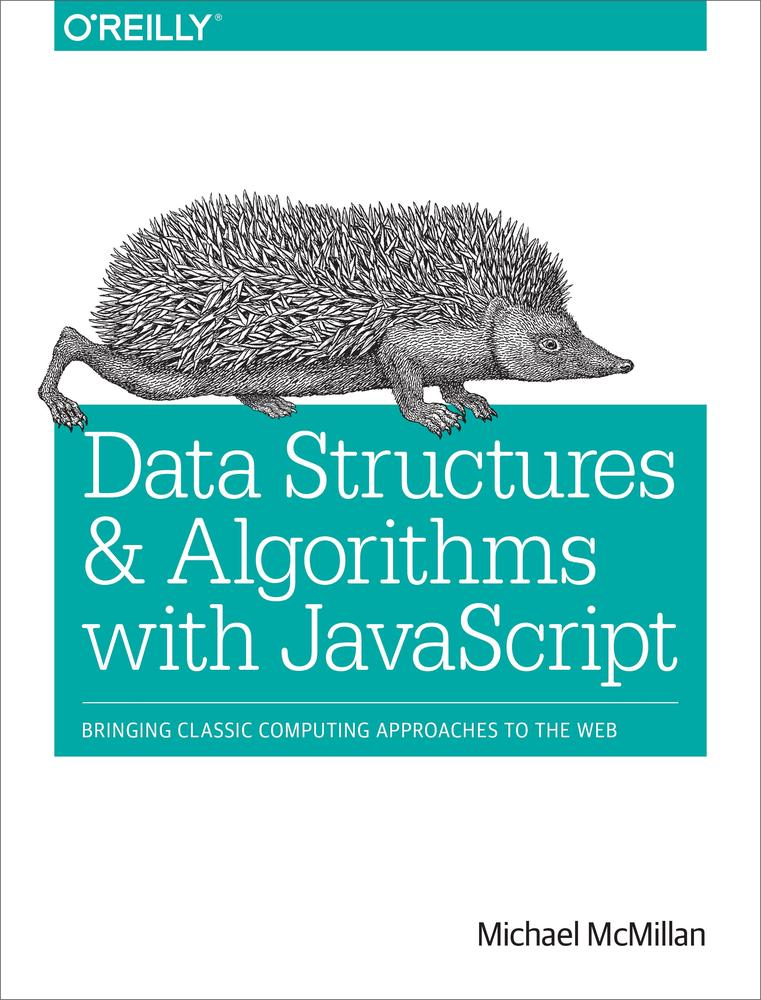 O'REILLY®
Data Structures
& Algorithms
with JavaScript
BRINGING CLASSIC COMPUTING APPROACHES TO THE WEB
Michael McMillan